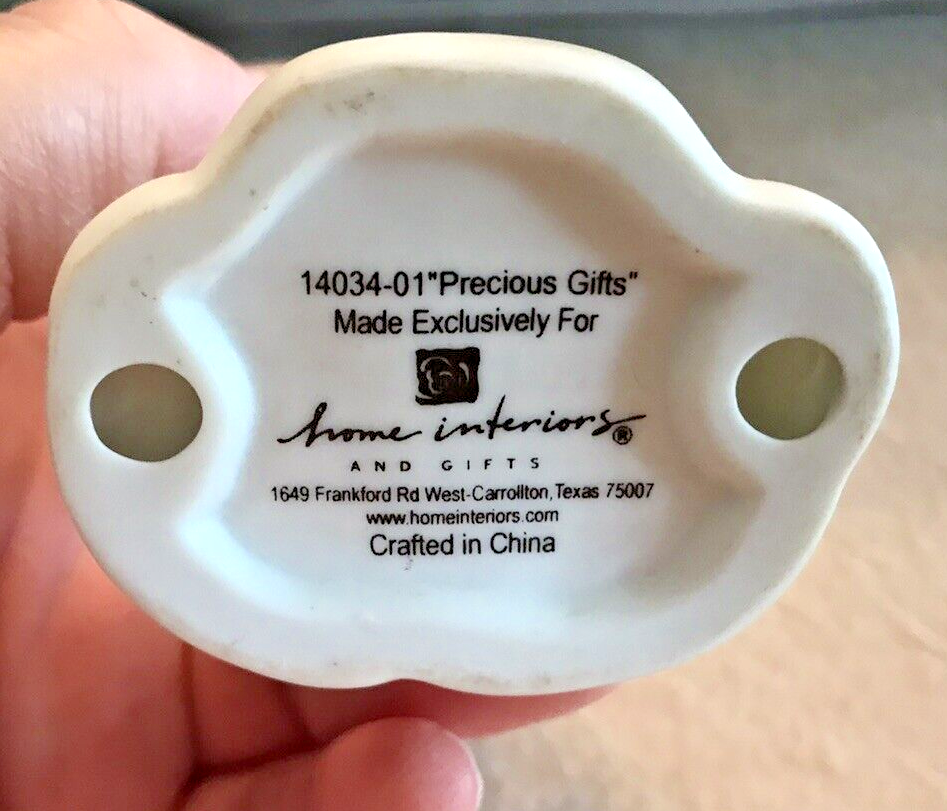 14034-01"Precious Gifts"
Made Exclusively For
home interiors®
AND GIFTS
1649 Frankford Rd West-Carrollton, Texas 75007
www.homeinteriors.com
Crafted in China